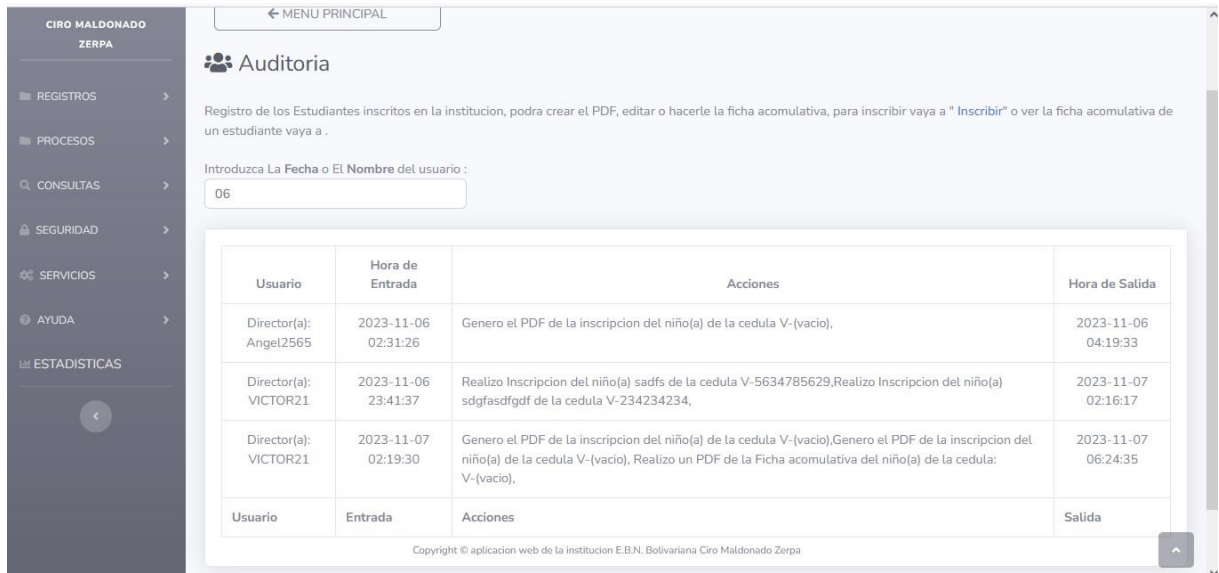 CIRO MALDONADO
ZERPA
REGISTROS
PROCESOS
CONSULTAS
SEGURIDAD
SERVICIOS
AYUDA
ESTADISTICAS
MENU PRINCIPAL
Auditoria
Registro de los Estudiantes inscritos en la institucion, podra crear el PDF, editar o hacerle la ficha acomulativa, para inscribir vaya a " Inscribir" o ver la ficha acomulativa de
un estudiante vaya a .
Introduzca La Fecha o El Nombre del usuario :
06
Usuario Hora de Entrada Acciones Hora de Salida
Director(a): 2023-11-06 Genero el PDF de la inscripcion del niño(a) de la cedula V-(vacio), 2023-11-06
Angel2565 02:31:26 04:19:33
Director(a): 2023-11-06 Realizo Inscripcion del niño(a) sadfs de la cedula V-5634785629,Realizo Inscripcion del niño(a) 2023-11-07
VICTOR21 23:41:37 sdgfasdfgdf de la cedula V-234234234, 02:16:17
Director(a): 2023-11-07 Genero el PDF de la inscripcion del niño(a) de la cedula V-(vacio),Genero el PDF de la inscripcion del 2023-11-07
VICTOR21 02:19:30 niño(a) de la cedula V-(vacio), Realizo un PDF de la Ficha acomulativa del niño(a) de la cedula: 06:24:35
V-(vacio),
Usuario Entrada Acciones Salida
Copyright © aplicacion web de la institucion E.B.N. Bolivariana Ciro Maldonado Zerpa